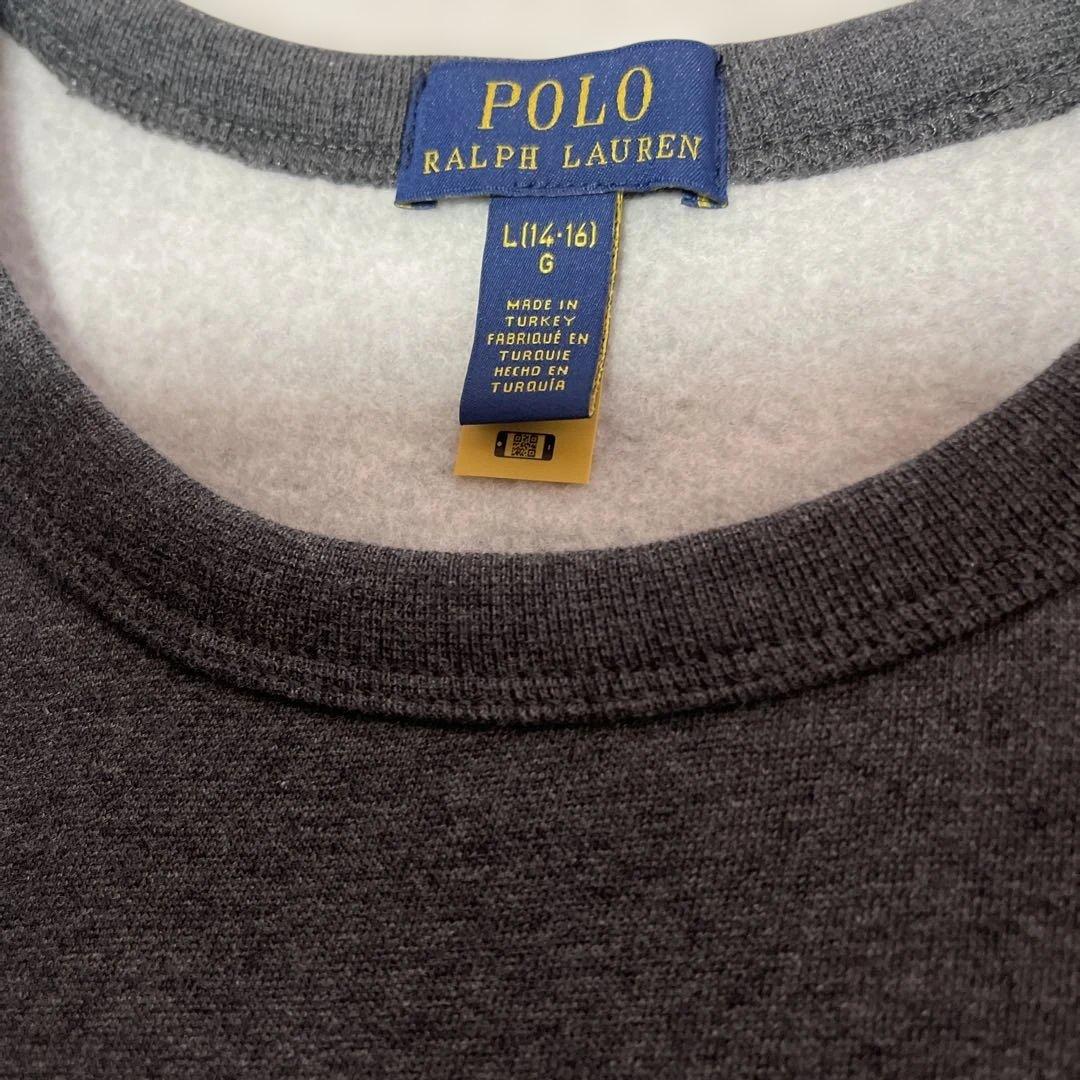 POLO
RALPH LAUREN
L(14·16)
G
MADE IN
TURKEY
FABRIQUÉ EN
TURQUIE
HECHO EN
TURQUÍA